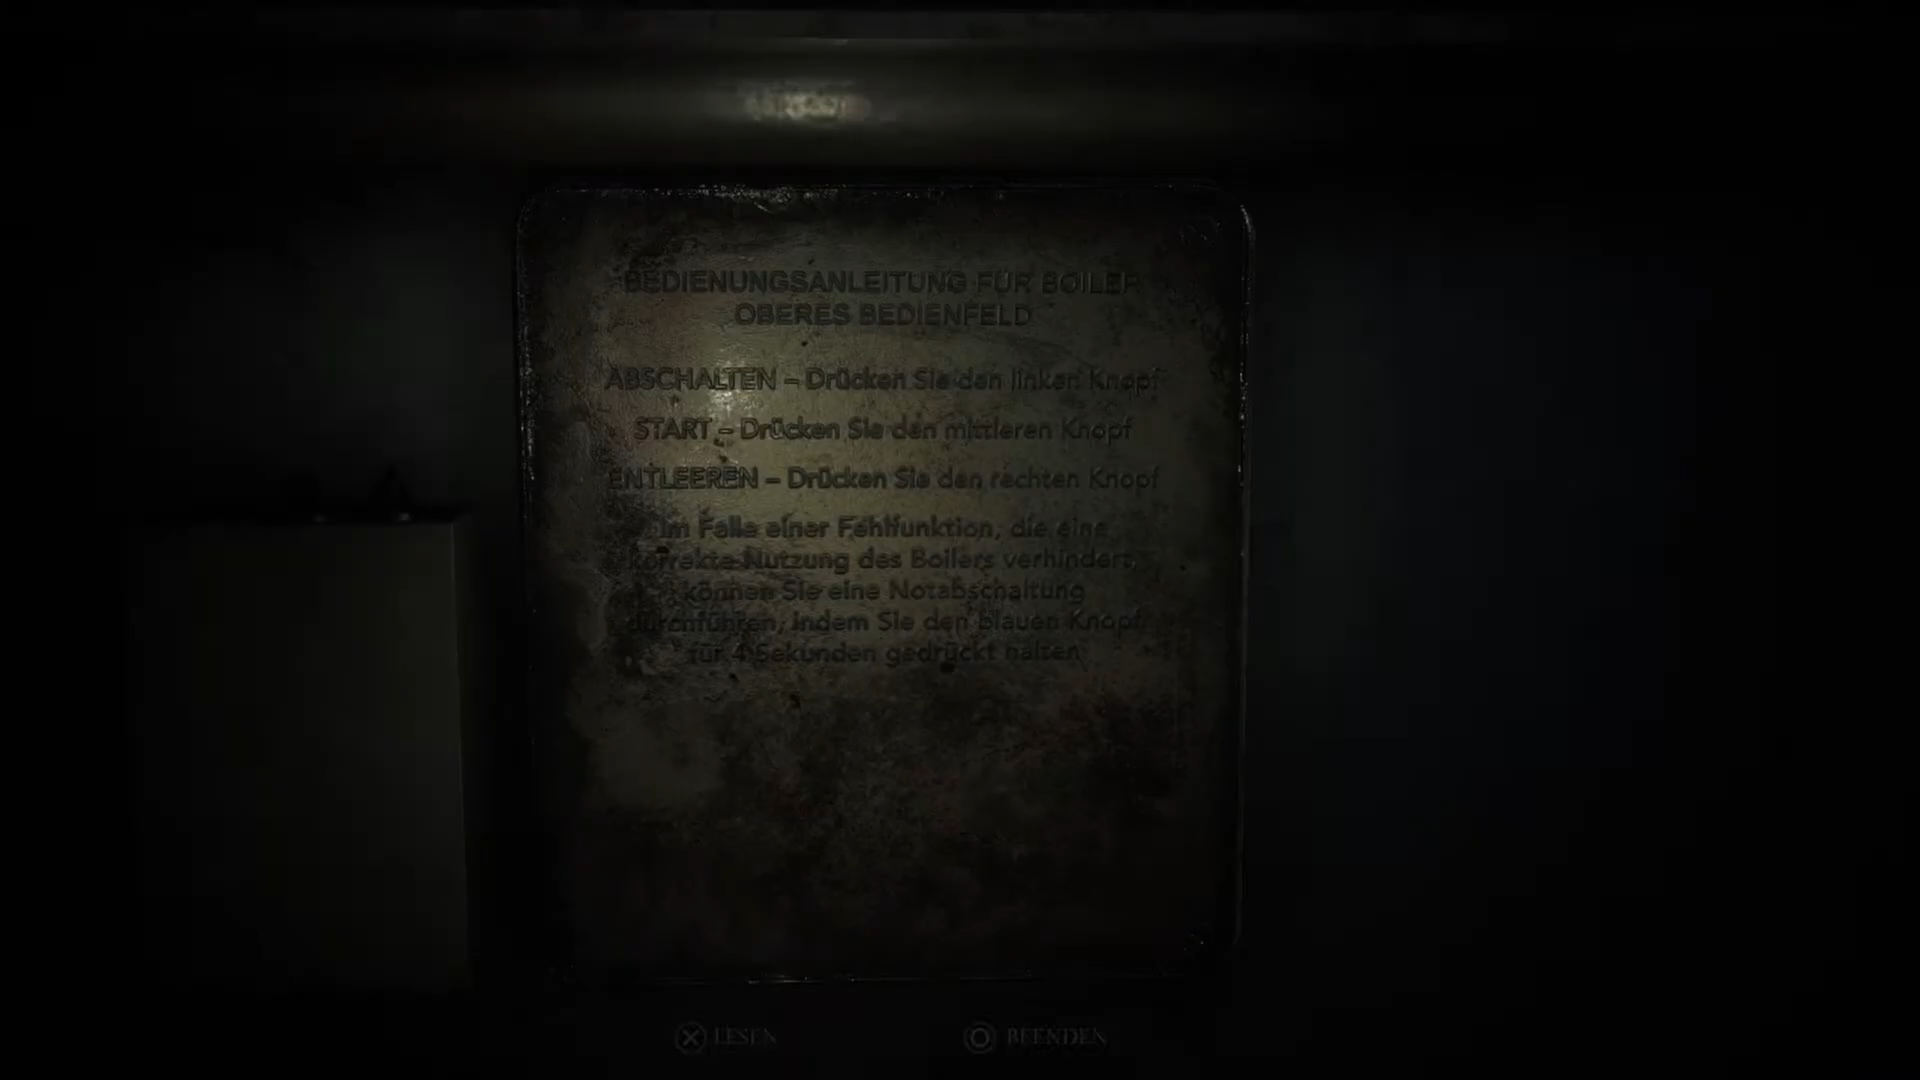 BEDIENUNGSANLEITUNG FÜR BOILER
OBERES BEDIENFELD
ABSCHALTEN – Drücken Sie den linken Knopf
START – Drücken Sie den mittleren Knopf
ENTLEEREN – Drücken Sie den rechten Knopf
Im Falle einer Fehlfunktion, die eine
korrekte Nutzung des Boilers verhindert,
können Sie eine Notabschaltung
durchführen, indem Sie den blauen Knopf
für 4 Sekunden gedrückt halten
LESEN
BEENDEN